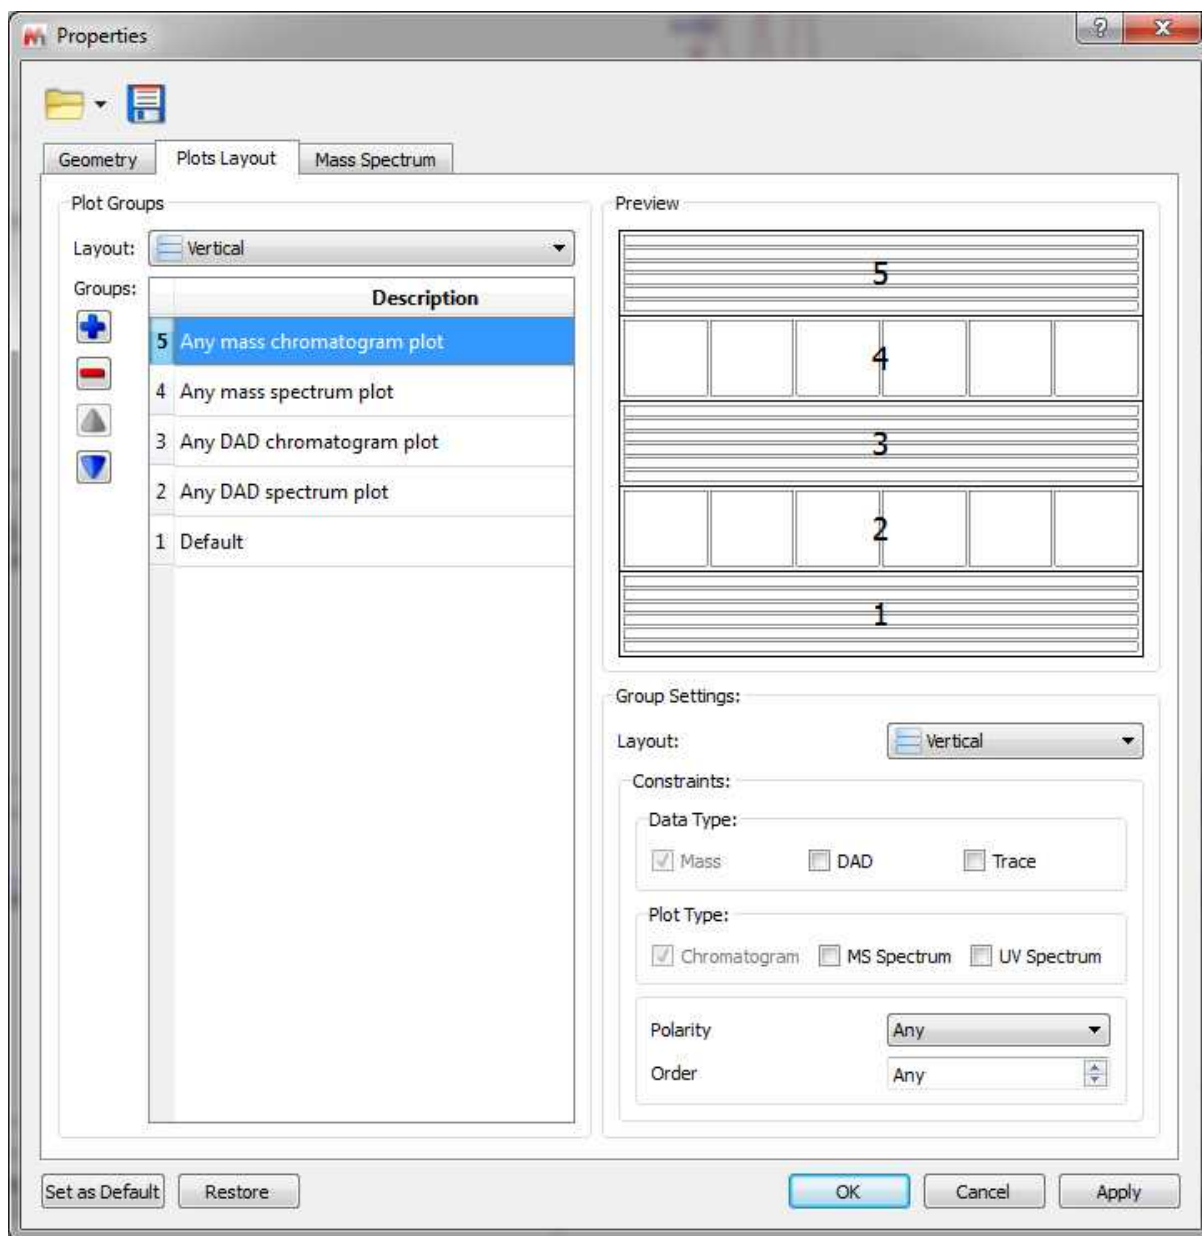 Properties
Geometry Plots Layout Mass Spectrum
Plot Groups
Layout: Vertical
Groups:
Description
5 Any mass chromatogram plot
4 Any mass spectrum plot
3 Any DAD chromatogram plot
2 Any DAD spectrum plot
1 Default
Preview
5
4
3
2
1
Group Settings:
Layout: Vertical
Constraints:
Data Type:
Mass DAD Trace
Plot Type:
Chromatogram MS Spectrum UV Spectrum
Polarity Any
Order Any
Set as Default Restore OK Cancel Apply